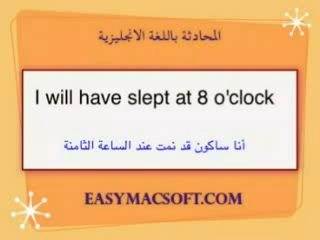 المحادثة باللغة الانجليزية
I will have slept at 8 o'clock
أنا سأكون قد نمت عند الساعة الثامنة
EASYMACSOFT.COM